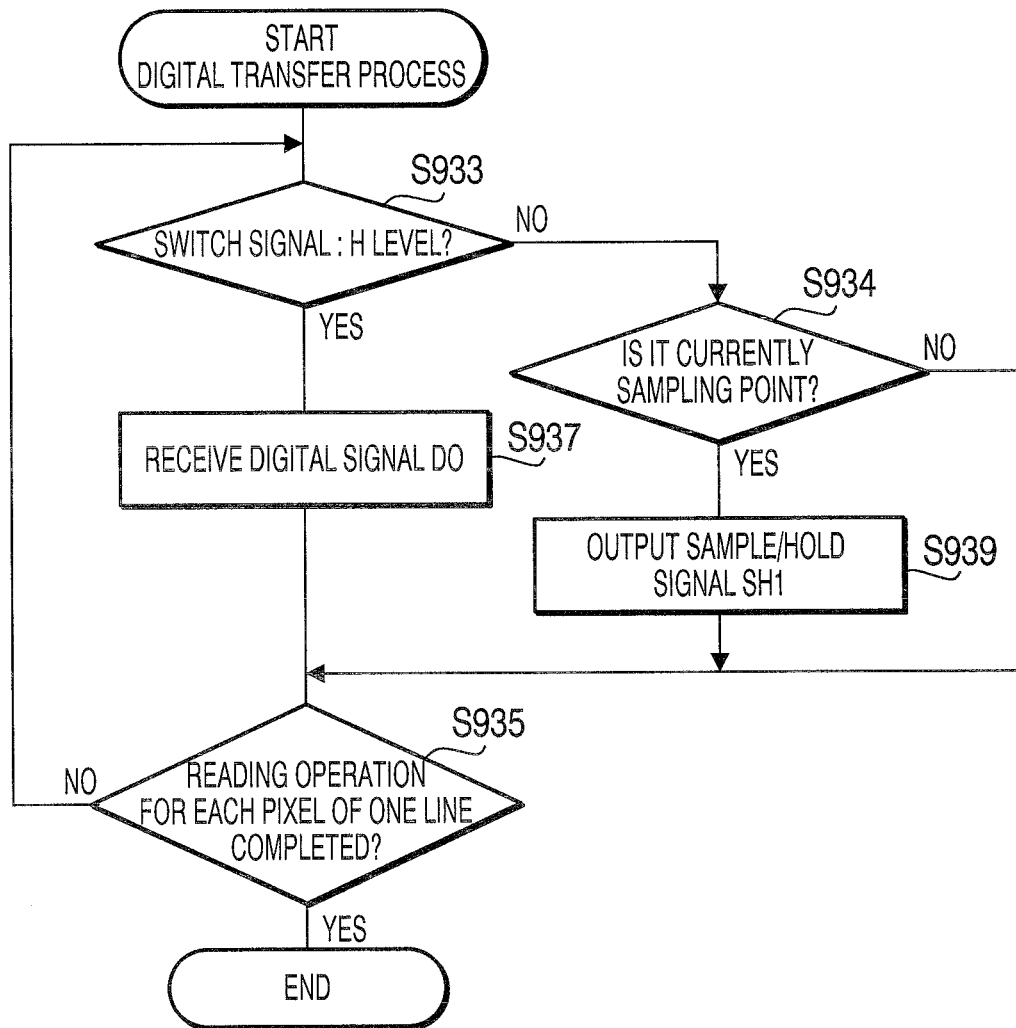 START
DIGITAL TRANSFER PROCESS
S933
SWITCH SIGNAL : H LEVEL?
NO
YES
S934
IS IT CURRENTLY
SAMPLING POINT?
NO
YES
S937
RECEIVE DIGITAL SIGNAL DO
OUTPUT SAMPLE/HOLD
SIGNAL SH1
S939
S935
READING OPERATION
FOR EACH PIXEL OF ONE LINE
COMPLETED?
NO
YES
END